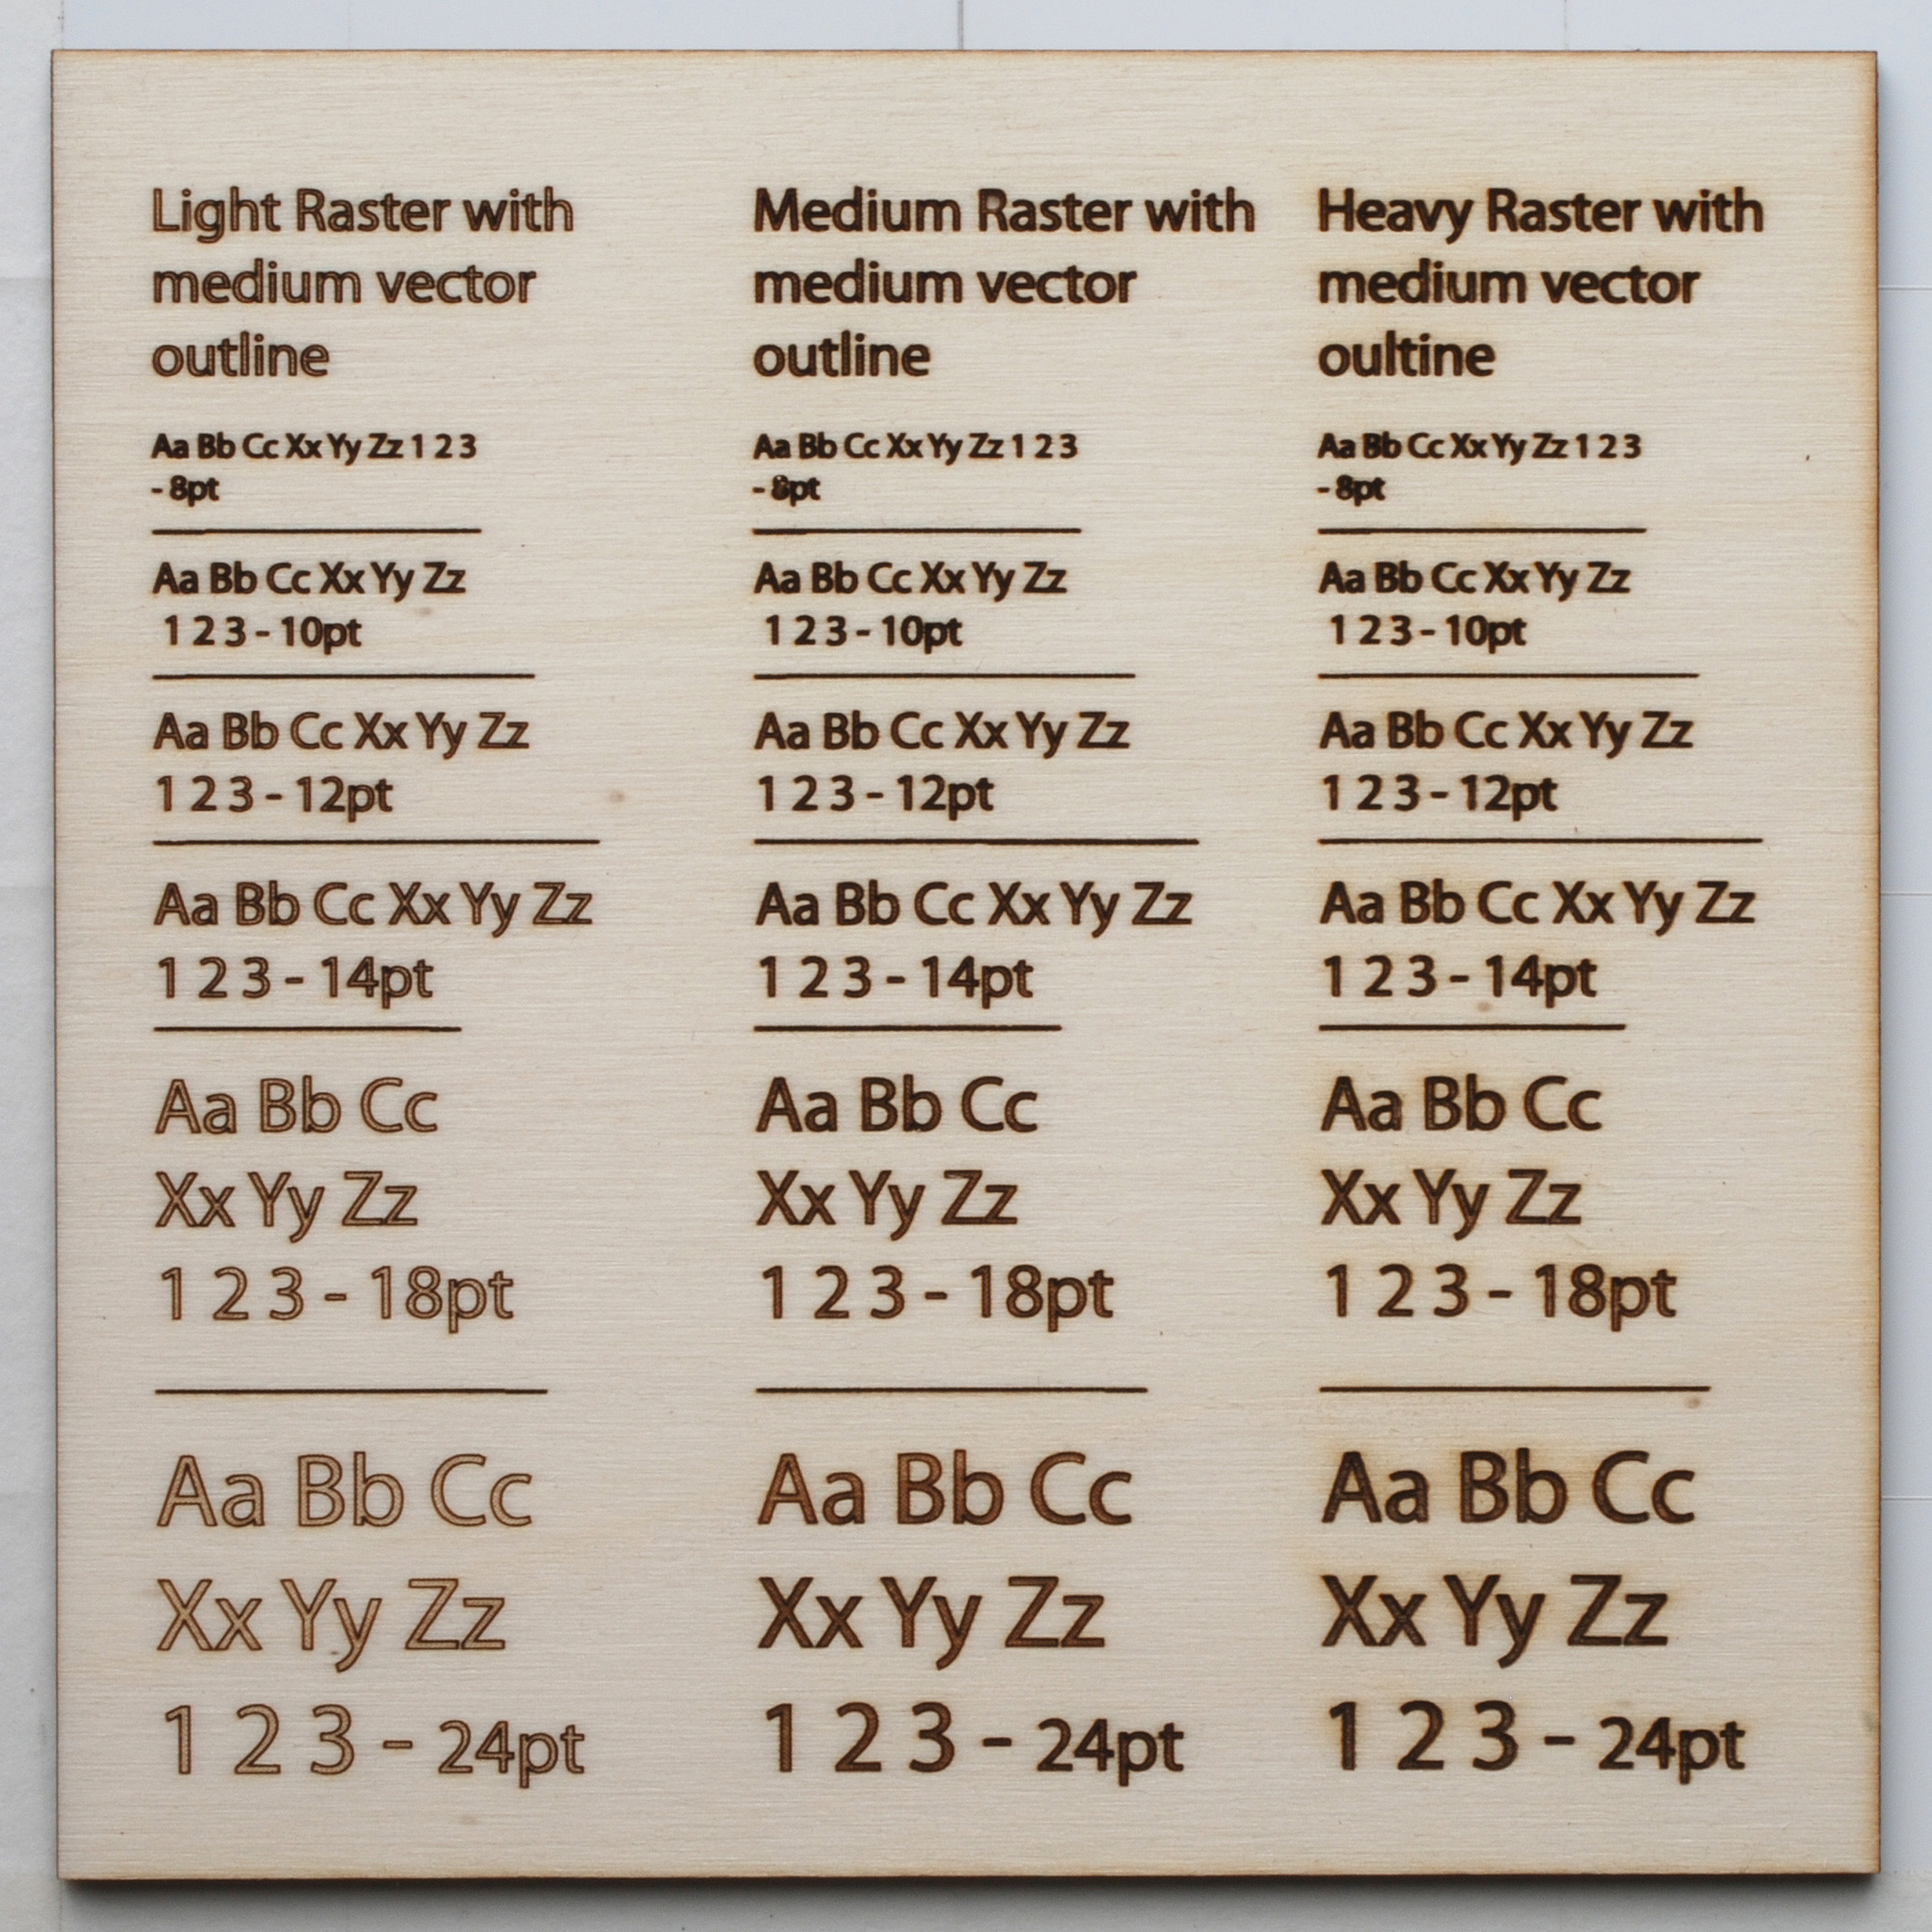 Light Raster with
medium vector
outline
Aa Bb Cc Xx Yy Zz 1 2 3
- 8pt
Aa Bb Cc Xx Yy Zz
1 2 3 - 10pt
Aa Bb Cc Xx Yy Zz
1 2 3 - 12pt
Aa Bb Cc Xx Yy Zz
1 2 3 - 14pt
Aa Bb Cc
Xx Yy Zz
1 2 3 - 18pt
Aa Bb Cc
Xx Yy Zz
1 2 3 - 24pt
Medium Raster with
medium vector
outline
Aa Bb Cc Xx Yy Zz 1 2 3
- 8pt
Aa Bb Cc Xx Yy Zz
1 2 3 - 10pt
Aa Bb Cc Xx Yy Zz
1 2 3 - 12pt
Aa Bb Cc Xx Yy Zz
1 2 3 - 14pt
Aa Bb Cc
Xx Yy Zz
1 2 3 - 18pt
Aa Bb Cc
Xx Yy Zz
1 2 3 - 24pt
Heavy Raster with
medium vector
oultine
Aa Bb Cc Xx Yy Zz 1 2 3
- 8pt
Aa Bb Cc Xx Yy Zz
1 2 3 - 10pt
Aa Bb Cc Xx Yy Zz
1 2 3 - 12pt
Aa Bb Cc Xx Yy Zz
1 2 3 - 14pt
Aa Bb Cc
Xx Yy Zz
1 2 3 - 18pt
Aa Bb Cc
Xx Yy Zz
1 2 3 - 24pt